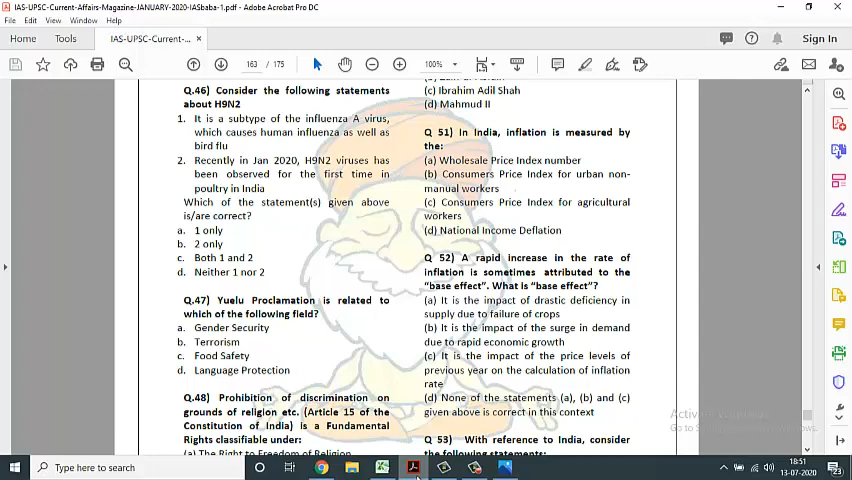 IAS-UPSC-Current-Affairs-Magazine-JANUARY-2020-IASbaba-1.pdf - Adobe Acrobat Pro DC
File Edit View Window Help
Home Tools IAS-UPSC-Current-... × Sign In
163 / 175 100%
Q.46) Consider the following statements
about H9N2
1. It is a subtype of the influenza A virus,
which causes human influenza as well as
bird flu
2. Recently in Jan 2020, H9N2 viruses has
been observed for the first time in
poultry in India
Which of the statement(s) given above
is/are correct?
a. 1 only
b. 2 only
c. Both 1 and 2
d. Neither 1 nor 2
Q.47) Yuelu Proclamation is related to
which of the following field?
a. Gender Security
b. Terrorism
c. Food Safety
d. Language Protection
Q.48) Prohibition of discrimination on
grounds of religion etc. (Article 15 of the
Constitution of India) is a Fundamental
Rights classifiable under:
(a) The Right to Freedom of Religion
(c) Ibrahim Adil Shah
(d) Mahmud II
Q 51) In India, inflation is measured by
the:
(a) Wholesale Price Index number
(b) Consumers Price Index for urban non-
manual workers
(c) Consumers Price Index for agricultural
workers
(d) National Income Deflation
Q 52) A rapid increase in the rate of
inflation is sometimes attributed to the
“base effect”. What is “base effect”?
(a) It is the impact of drastic deficiency in
supply due to failure of crops
(b) It is the impact of the surge in demand
due to rapid economic growth
(c) It is the impact of the price levels of
previous year on the calculation of inflation
rate
(d) None of the statements (a), (b) and (c)
given above is correct in this context
Q 53) With reference to India, consider
the following statements:
Type here to search
18:51
13-07-2020
23